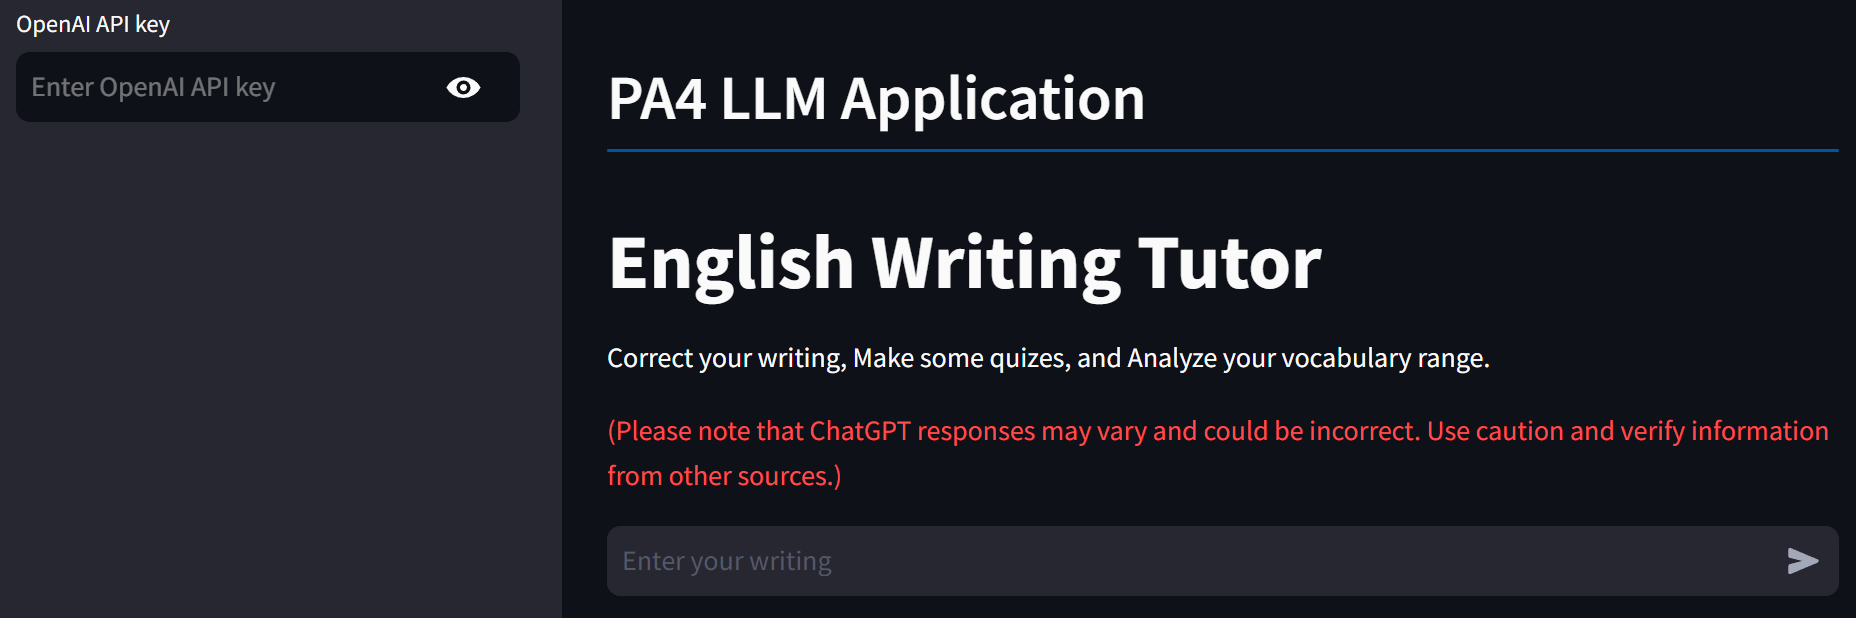 OpenAI API key
Enter OpenAI API key
PA4 LLM Application
English Writing Tutor
Correct your writing, Make some quizes, and Analyze your vocabulary range.
(Please note that ChatGPT responses may vary and could be incorrect. Use caution and verify information
from other sources.)
Enter your writing